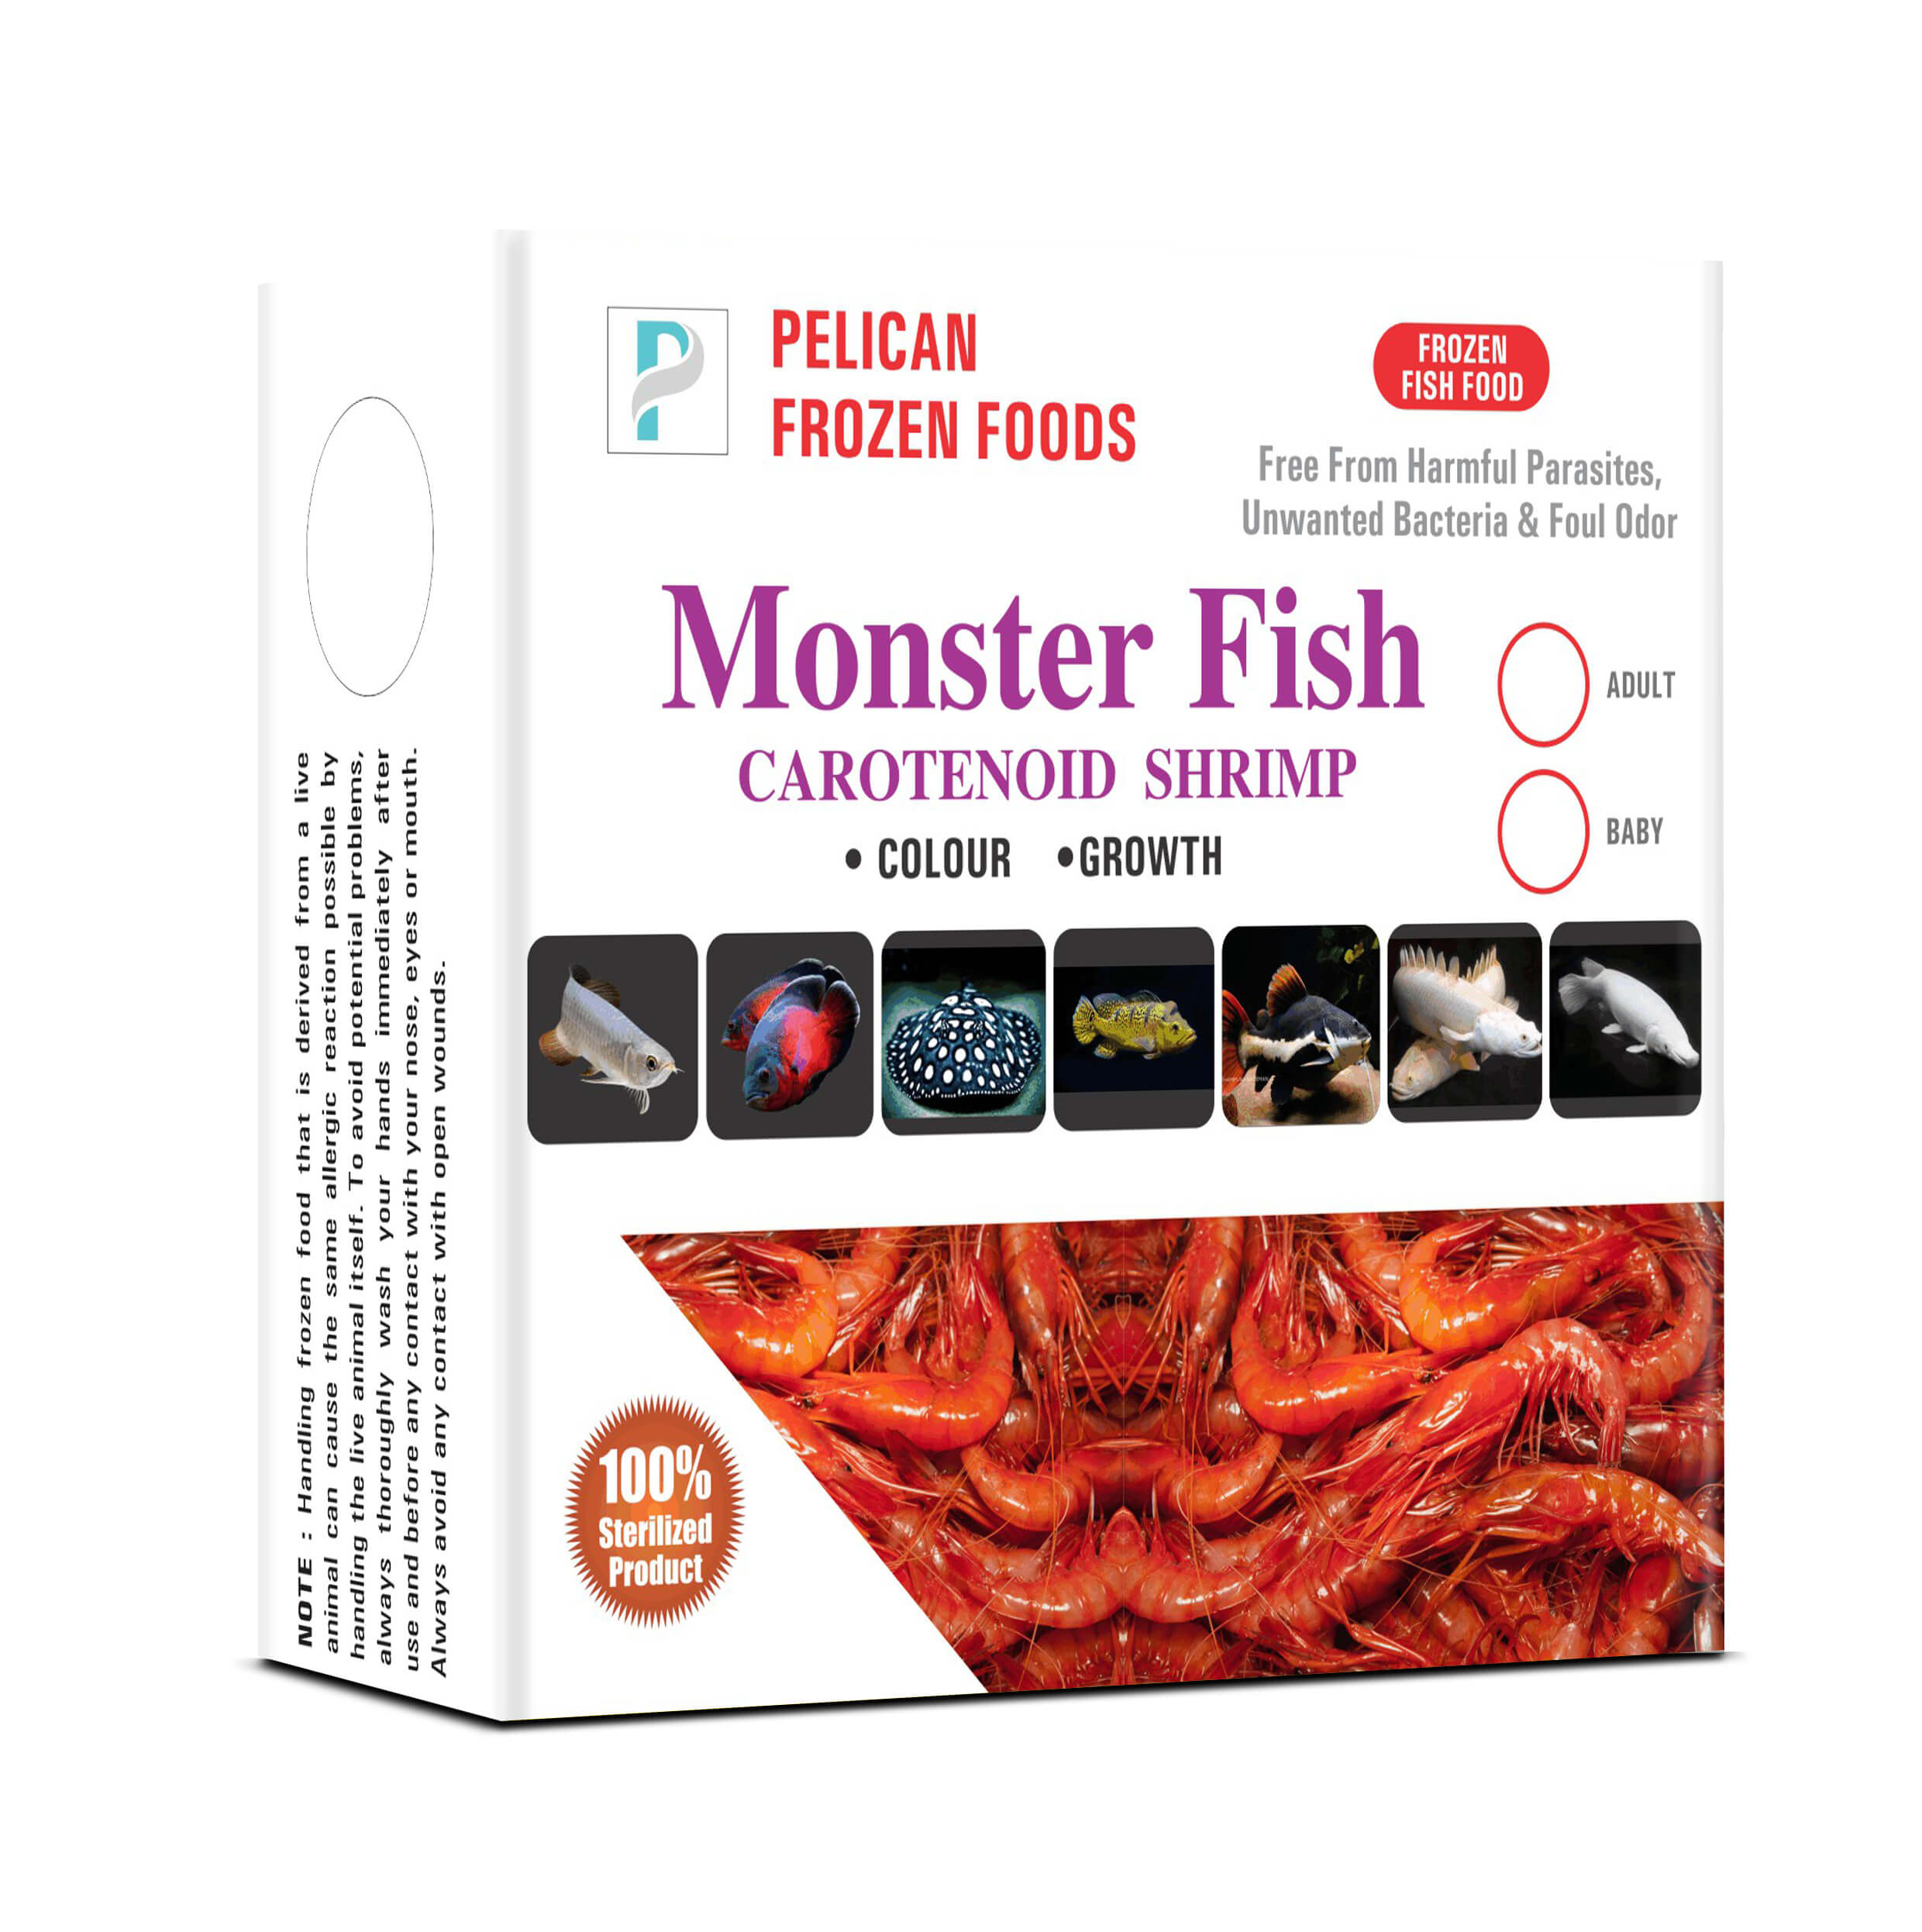 PELICAN
FROZEN FOODS
FROZEN
FISH FOOD
Free From Harmful Parasites,
Unwanted Bacteria & Foul Odor
Monster Fish
CAROTENOID SHRIMP
• COLOUR •GROWTH
ADULT
BABY
100%
Sterilized
Product
NOTE : Handling frozen food that is derived from a live
animal can cause the same allergic reaction possible by
handling the live animal itself. To avoid potential problems,
always thoroughly wash your hands immediately after
use and before any contact with your nose, eyes or mouth.
Always avoid any contact with open wounds.